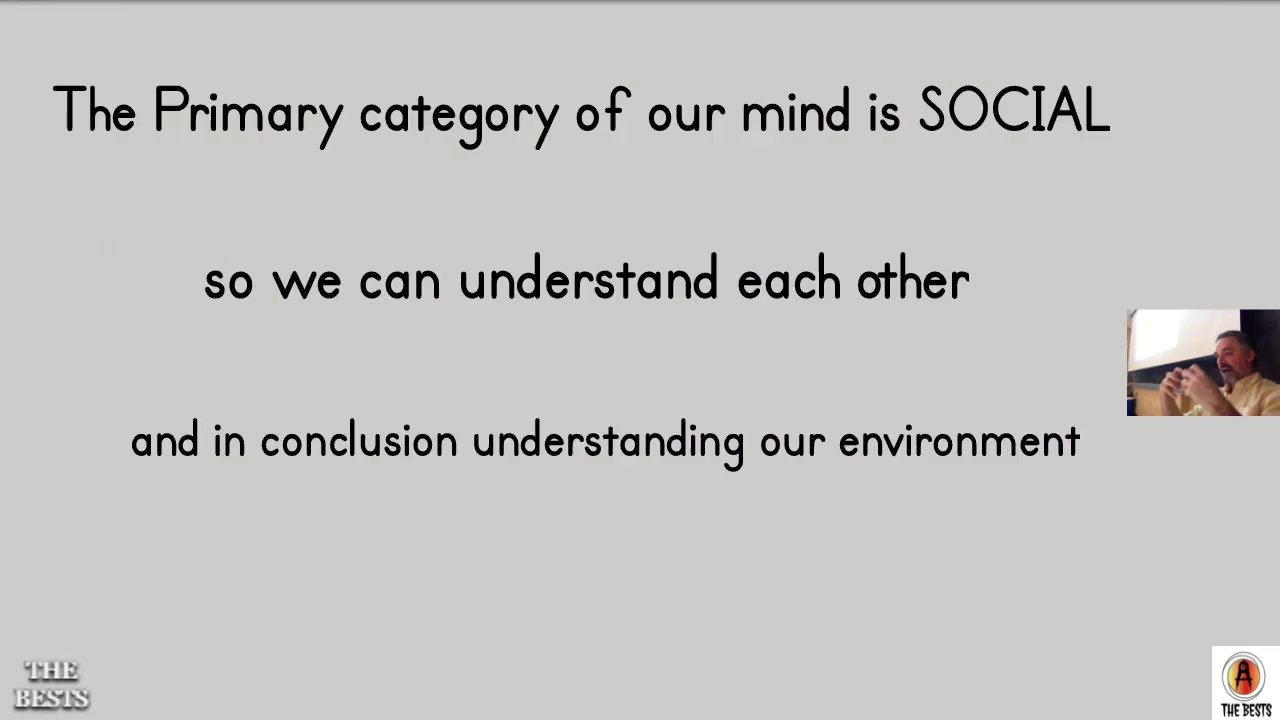 The Primary category of our mind is SOCIAL
so we can understand each other
and in conclusion understanding our environment
THE
BESTS
A
THE BESTS